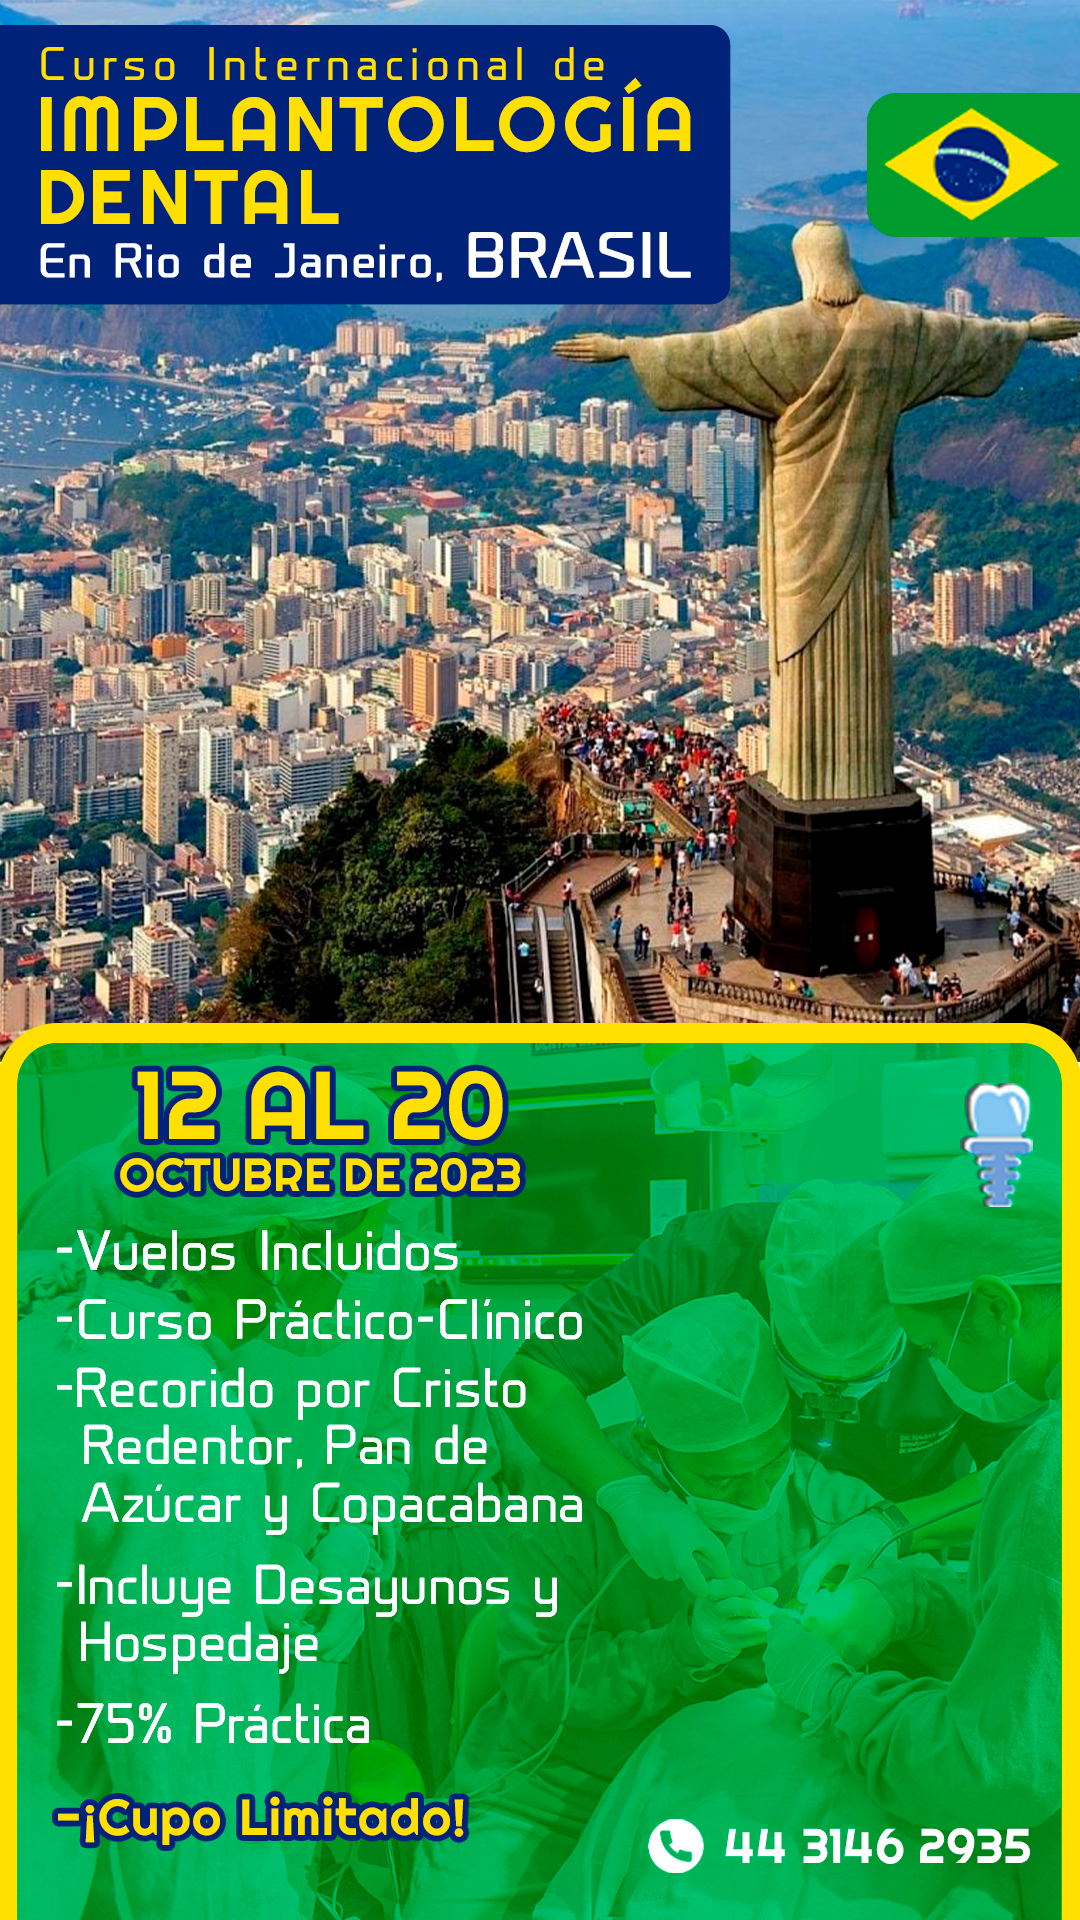 Curso Internacional de
IMPLANTOLOGÍA
DENTAL
En Rio de Janeiro, BRASIL
12 AL 20
OCTUBRE DE 2023
-Vuelos Incluidos
-Curso Práctico-Clínico
-Recorido por Cristo
Redentor, Pan de
Azúcar y Copacabana
-Incluye Desayunos y
Hospedaje
-75% Práctica
-¡Cupo Limitado!
44 3146 2935